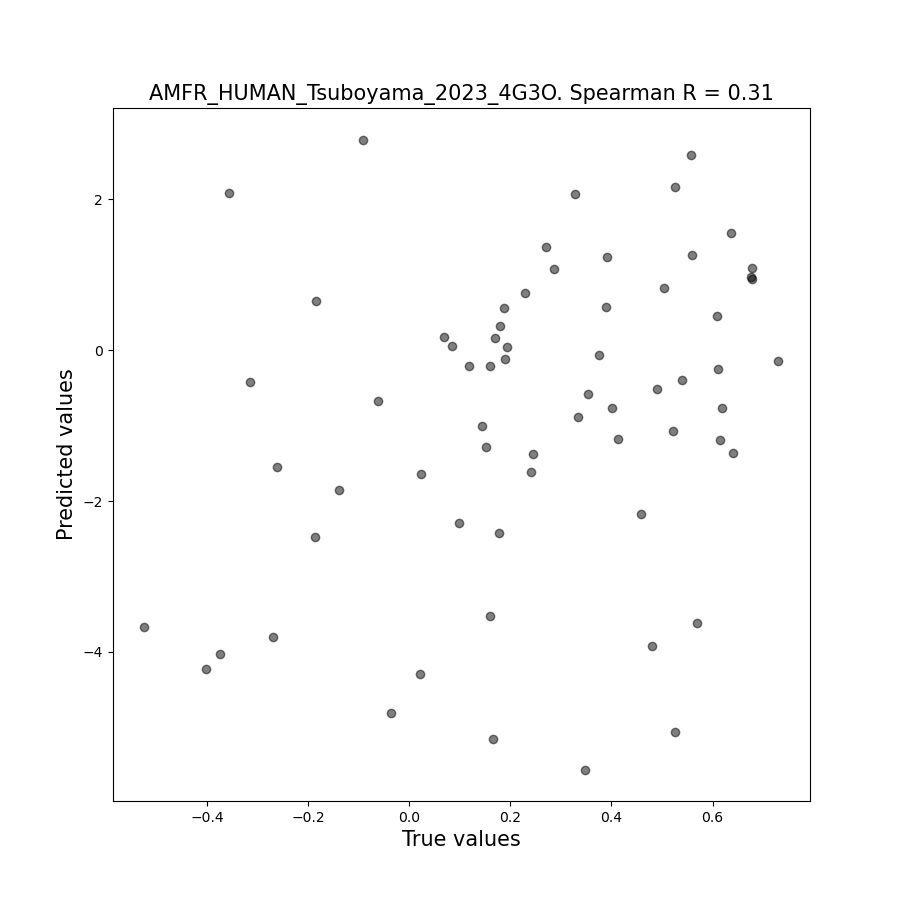 AMFR_HUMAN_Tsuboyama_2023_4G3O. Spearman R = 0.31
2
0
−2
−4
Predicted values
−0.4 −0.2 0.0 0.2 0.4 0.6
True values